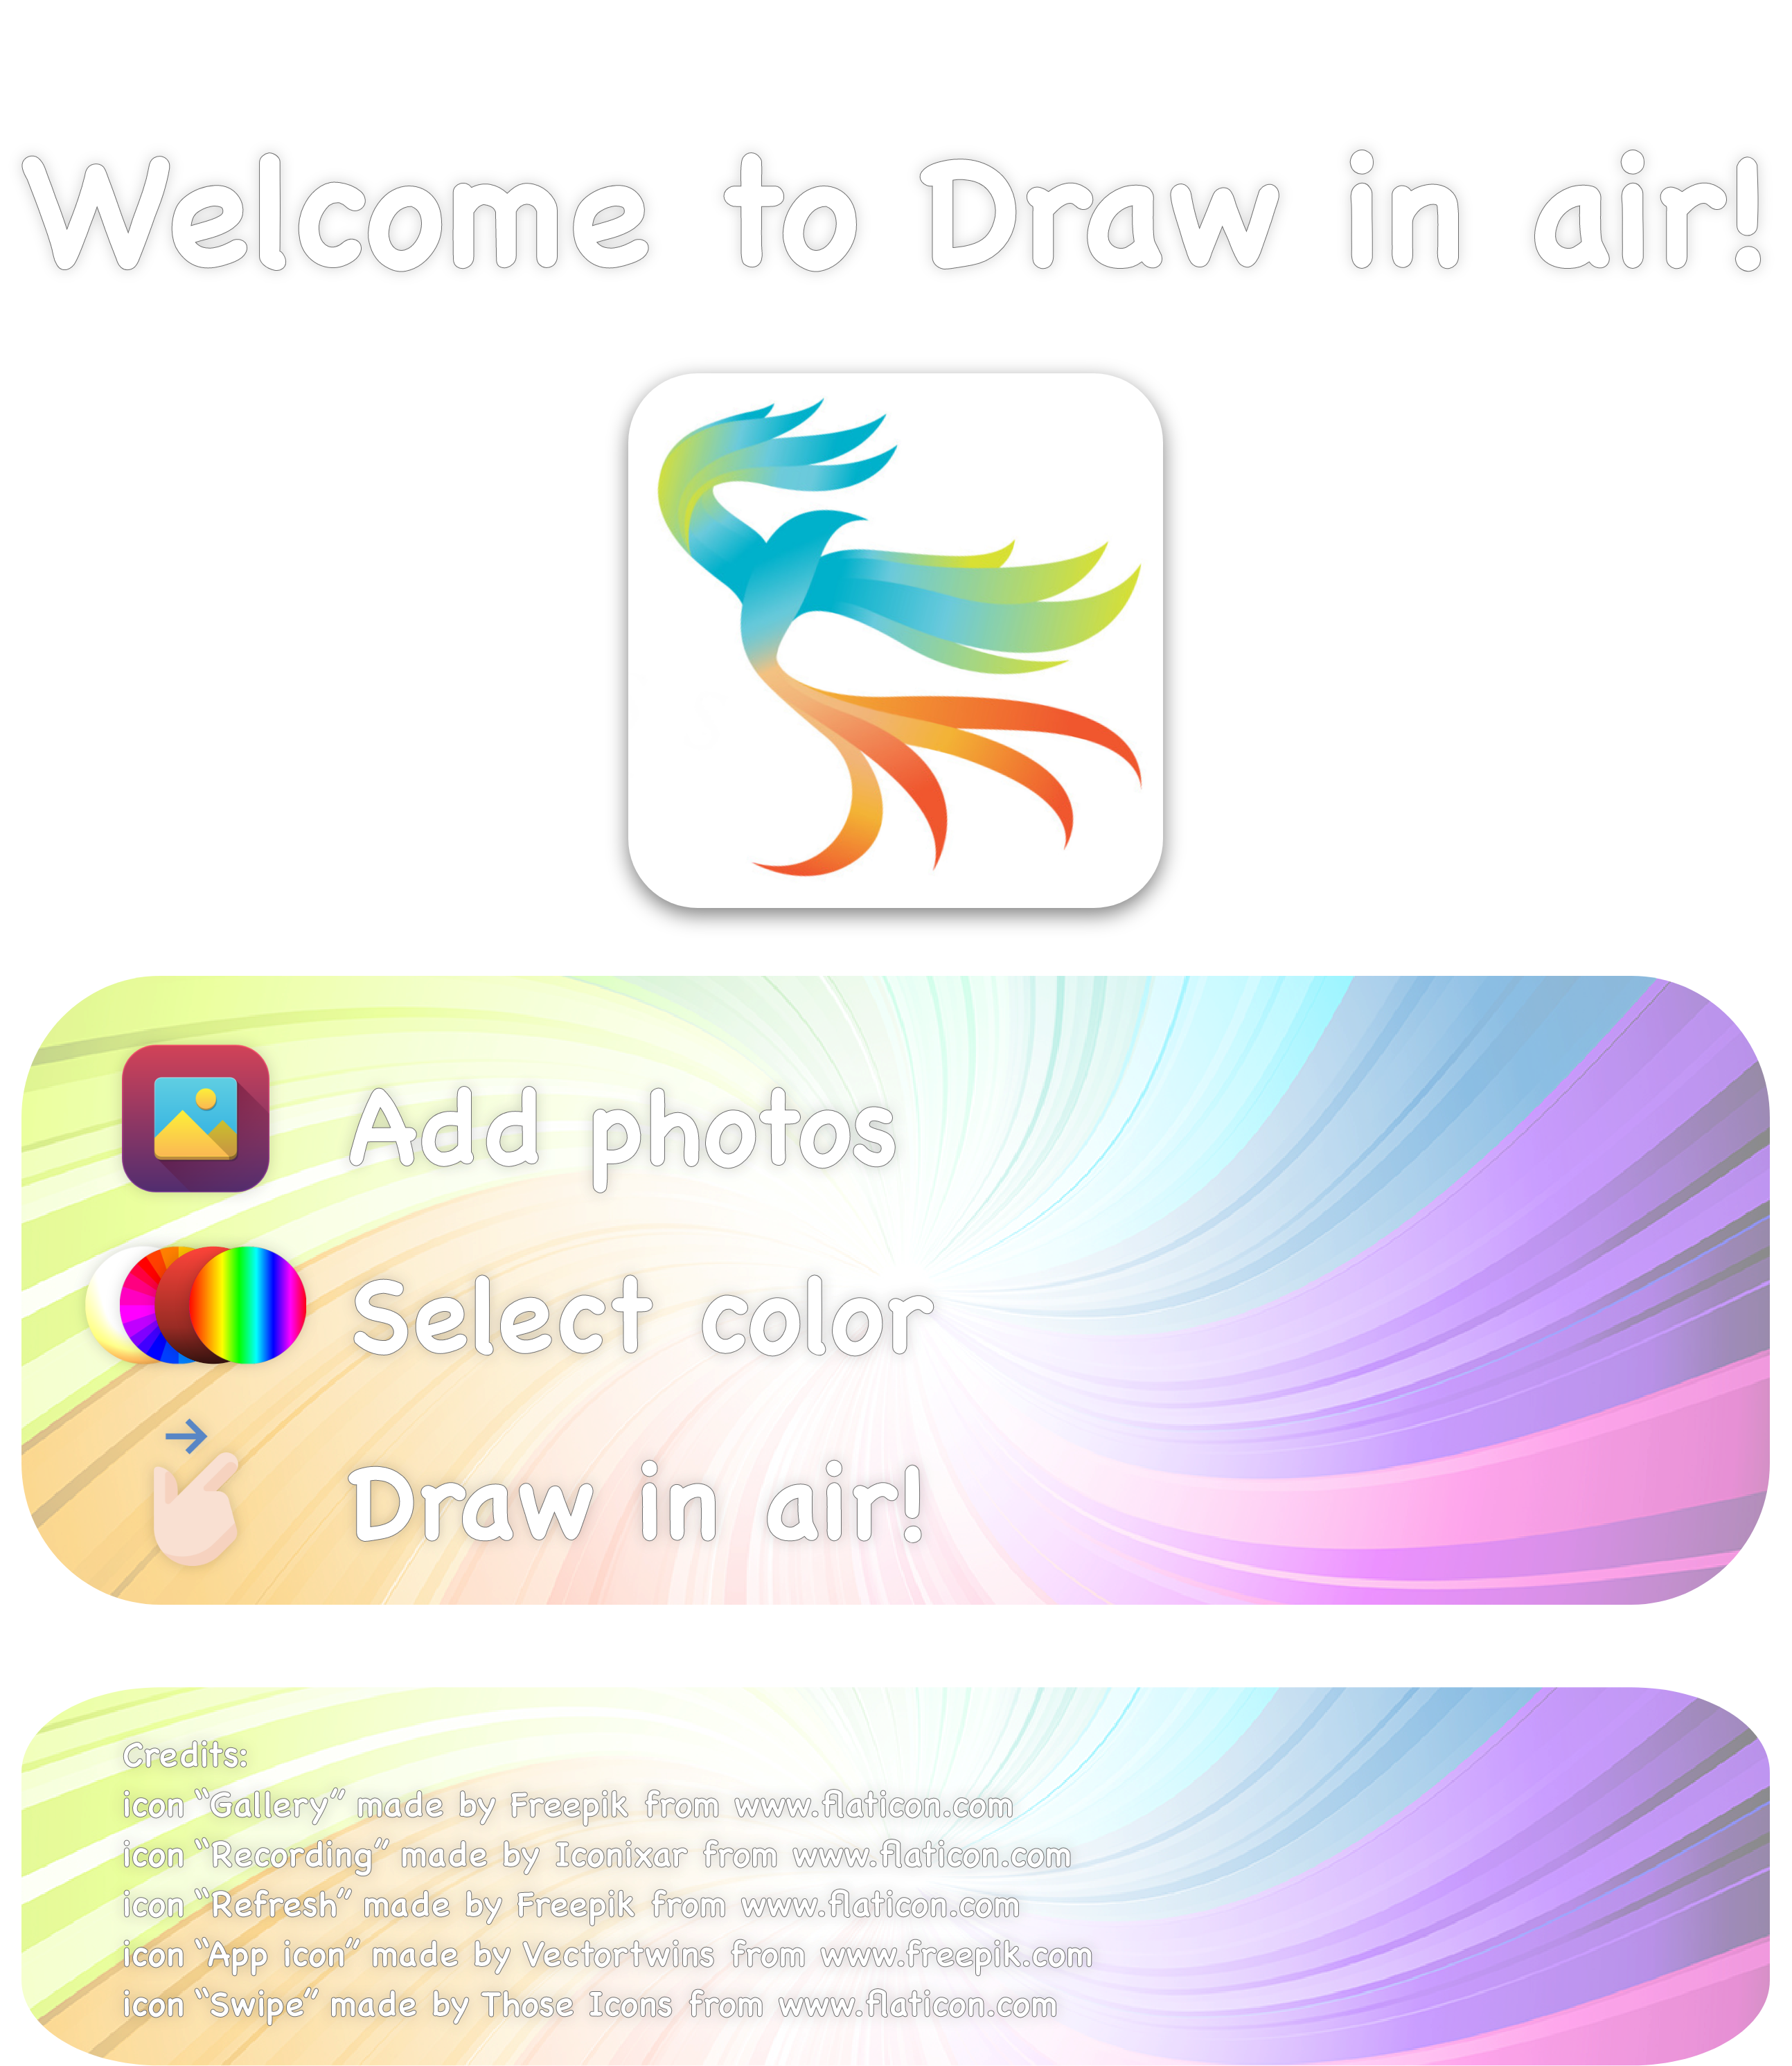 Welcome to Draw in air!
Add photos
Select color
Draw in air!
Credits:
icon “Gallery” made by Freepik from www.flaticon.com
icon “Recording” made by Iconixar from www.flaticon.com
icon “Refresh” made by Freepik from www.flaticon.com
icon “App icon” made by Vectortwins from www.freepik.com
icon “Swipe” made by Those Icons from www.flaticon.com